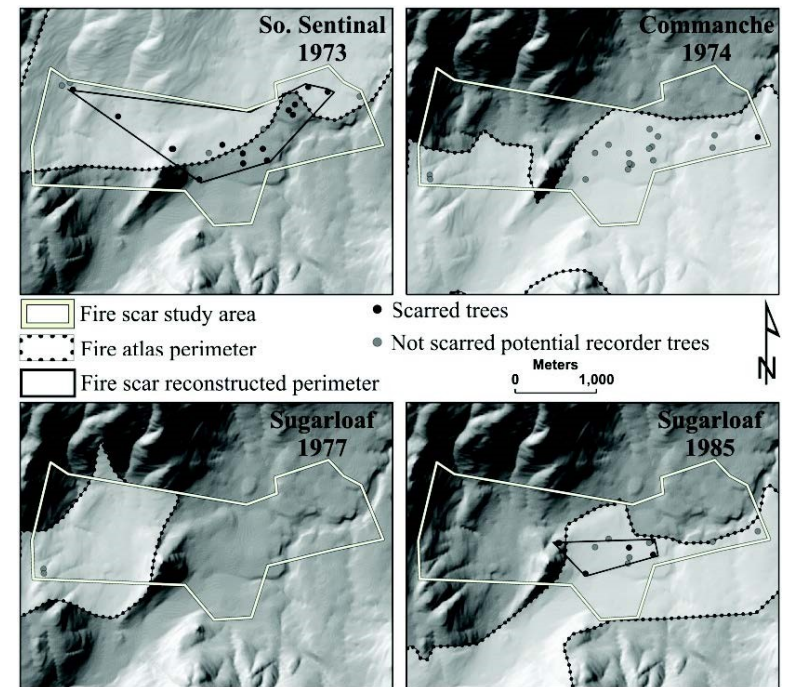 So. Sentinal
1973
Commanche
1974
Fire scar study area
Fire atlas perimeter
Fire scar reconstructed perimeter
Scarred trees
Not scarred potential recorder trees
Meters
0 1,000
N
Sugarloaf
1977
Sugarloaf
1985